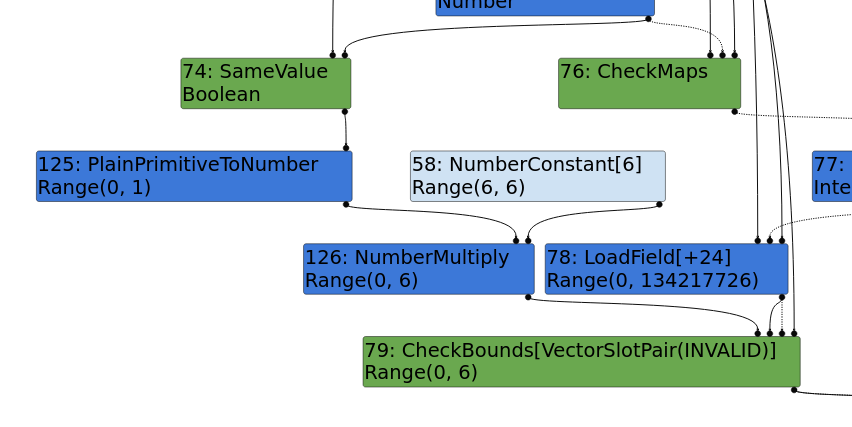 Number
74: SameValue
Boolean
76: CheckMaps
125: PlainPrimitiveToNumber
Range(0, 1)
58: NumberConstant[6]
Range(6, 6)
77:
Inte
126: NumberMultiply
Range(0, 6)
78: LoadField[+24]
Range(0, 134217726)
79: CheckBounds[VectorSlotPair(INVALID)]
Range(0, 6)